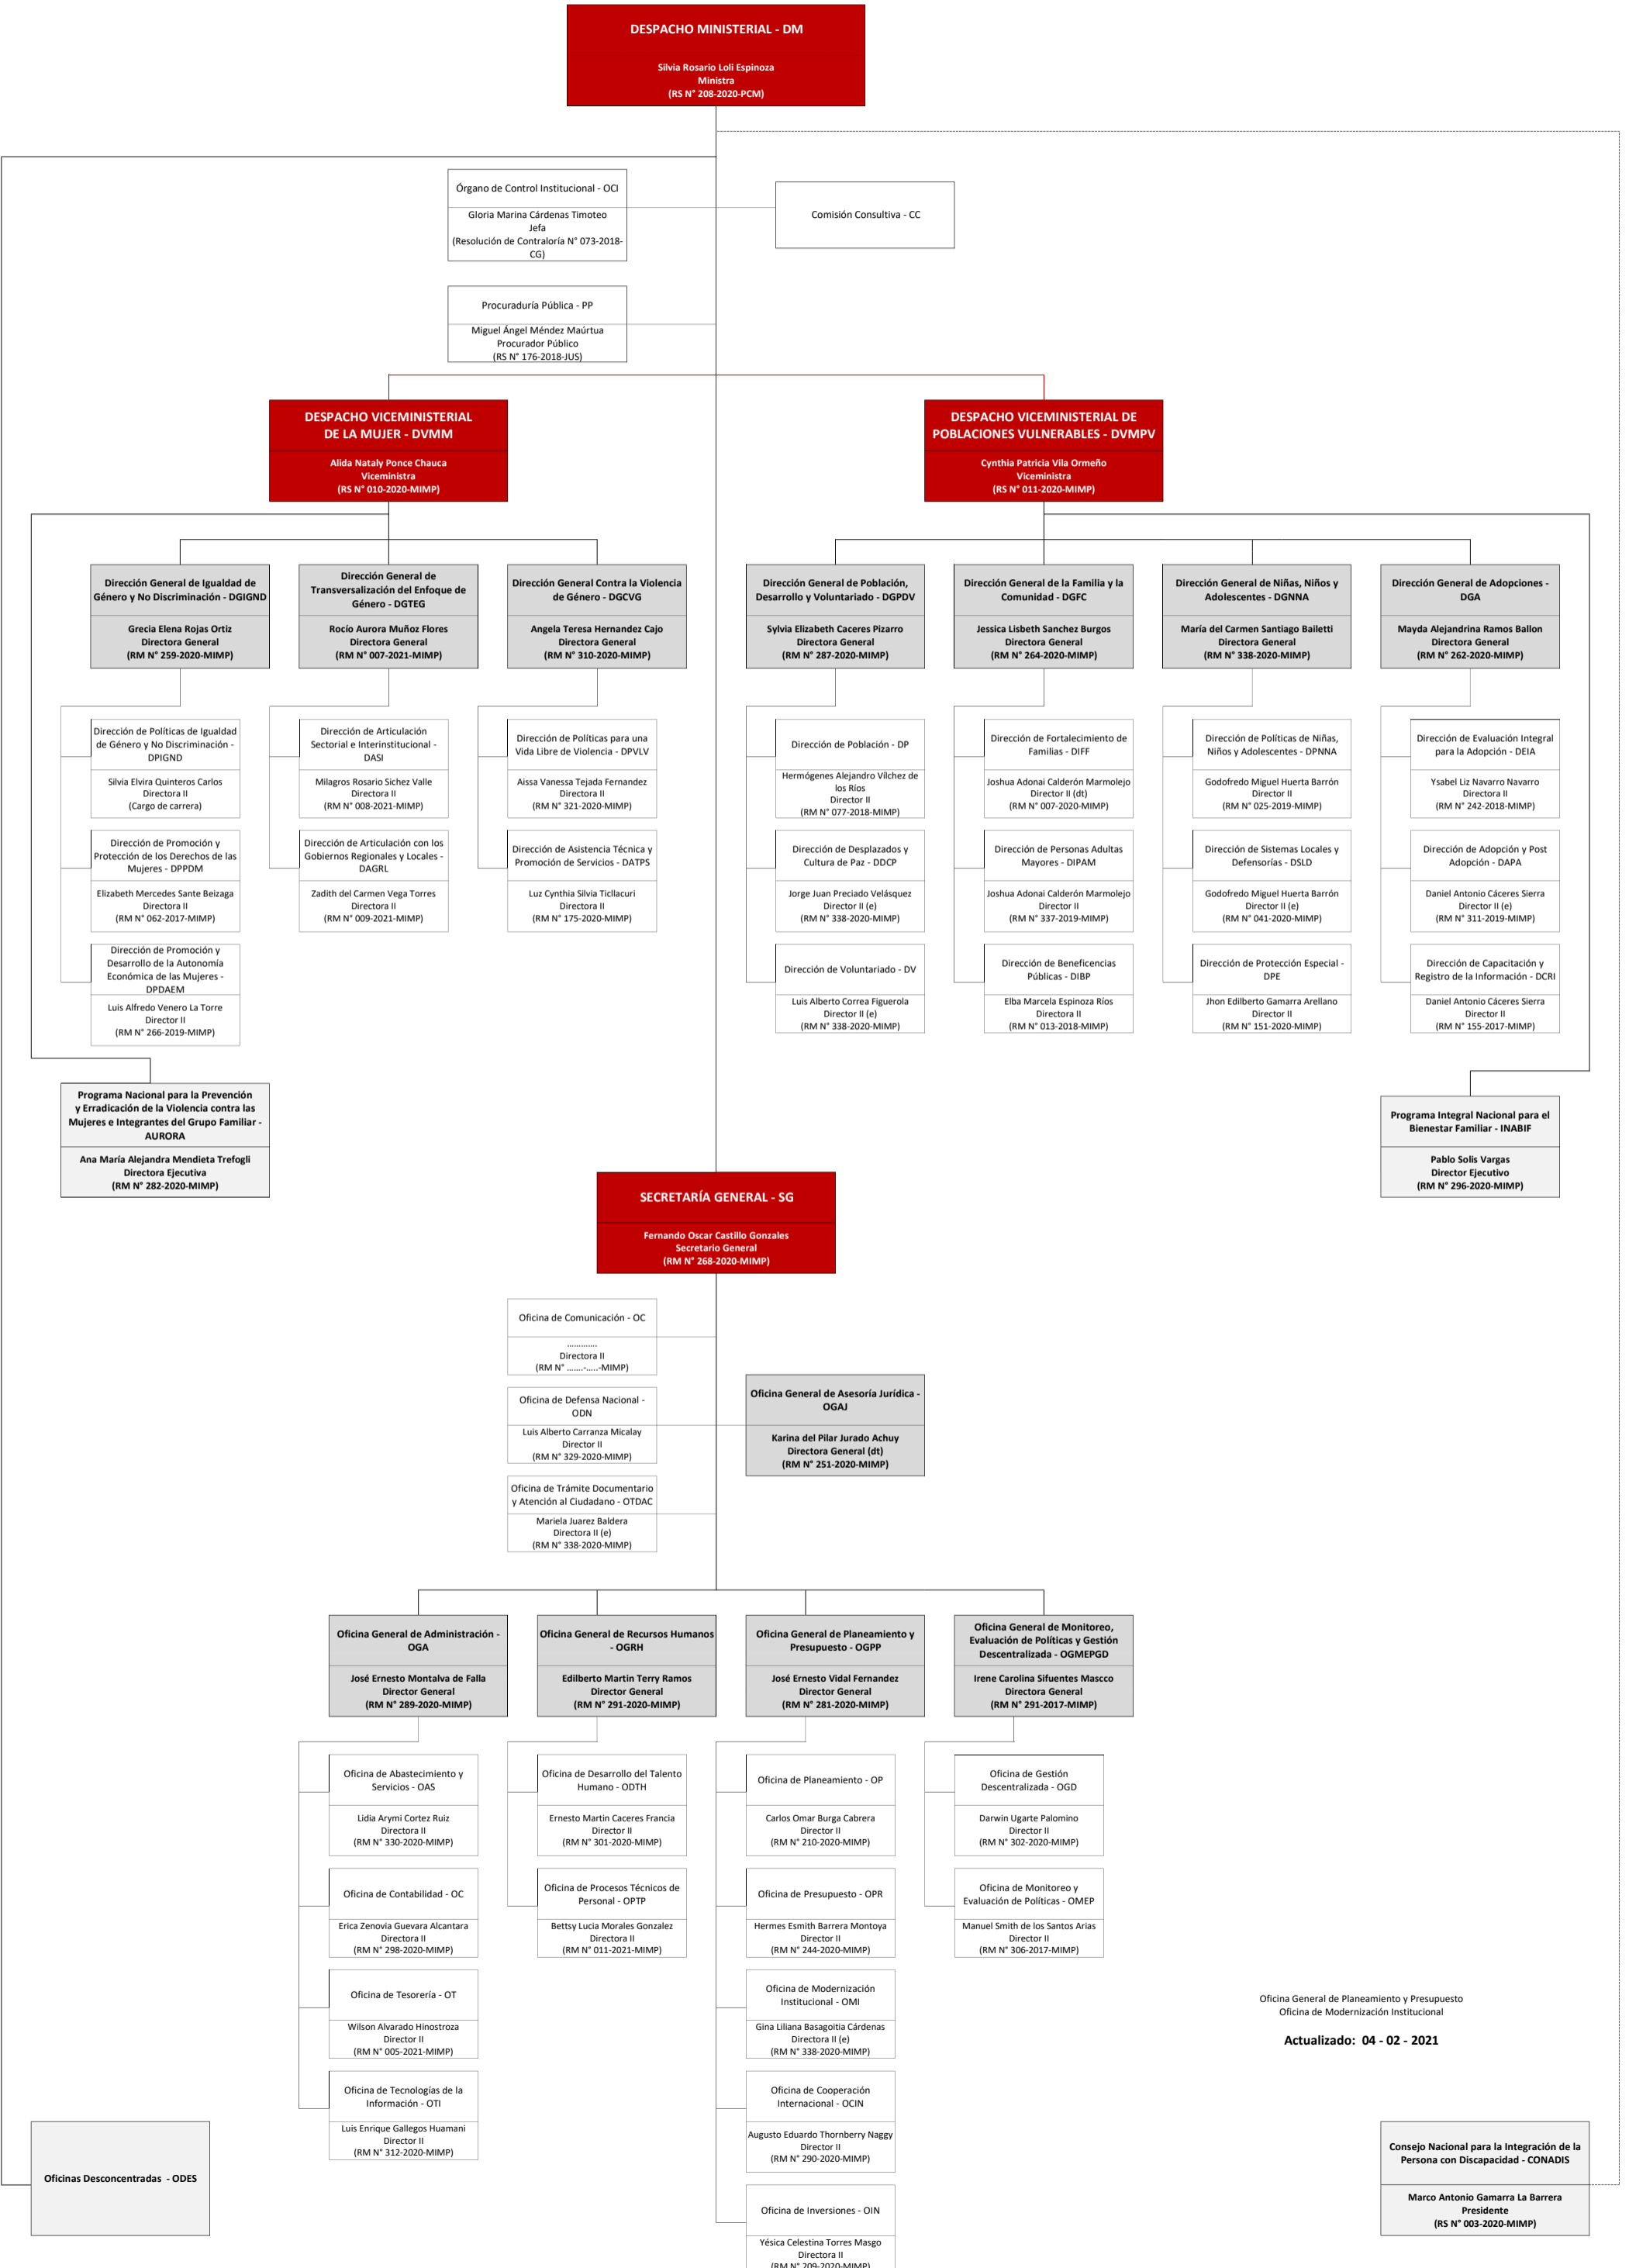 DESPACHO MINISTERIAL - DM
Silvia Rosario Loli Espinoza
Ministra
(RS N° 208-2020-PCM)
Órgano de Control Institucional - OCI
Gloria Marina Cárdenas Timoteo
Jefa
(Resolución de Contraloría N° 073-2018-
CG)
Comisión Consultiva - CC
Procuraduría Pública - PP
Miguel Ángel Méndez Maúrtua
Procurador Público
(RS N° 176-2018-JUS)
DESPACHO VICEMINISTERIAL
DE LA MUJER - DVMM
Alida Nataly Ponce Chauca
Viceministra
(RS N° 010-2020-MIMP)
DESPACHO VICEMINISTERIAL DE
POBLACIONES VULNERABLES - DVMPV
Cynthia Patricia Vila Ormeño
Viceministra
(RS N° 011-2020-MIMP)
Dirección General de Igualdad de
Género y No Discriminación - DGIGND
Grecia Elena Rojas Ortiz
Directora General
(RM N° 259-2020-MIMP)
Dirección General de
Transversalización del Enfoque de
Género - DGTEG
Rocío Aurora Muñoz Flores
Directora General
(RM N° 007-2021-MIMP)
Dirección General Contra la Violencia
de Género - DGCVG
Angela Teresa Hernandez Cajo
Directora General
(RM N° 310-2020-MIMP)
Dirección General de Población,
Desarrollo y Voluntariado - DGPDV
Sylvia Elizabeth Caceres Pizarro
Directora General
(RM N° 287-2020-MIMP)
Dirección General de la Familia y la
Comunidad - DGFC
Jessica Lisbeth Sanchez Burgos
Directora General
(RM N° 264-2020-MIMP)
Dirección General de Niñas, Niños y
Adolescentes - DGNNA
María del Carmen Santiago Bailetti
Directora General
(RM N° 338-2020-MIMP)
Dirección General de Adopciones -
DGA
Mayda Alejandrina Ramos Ballon
Directora General
(RM N° 262-2020-MIMP)
Dirección de Políticas de Igualdad
de Género y No Discriminación -
DPIGND
Silvia Elvira Quinteros Carlos
Directora II
(Cargo de carrera)
Dirección de Articulación
Sectorial e Interinstitucional -
DASI
Milagros Rosario Sichez Valle
Directora II
(RM N° 008-2021-MIMP)
Dirección de Políticas para una
Vida Libre de Violencia - DPVLV
Aissa Vanessa Tejada Fernandez
Directora II
(RM N° 321-2020-MIMP)
Dirección de Población - DP
Hermógenes Alejandro Vílchez de
los Ríos
Director II
(RM N° 077-2018-MIMP)
Dirección de Fortalecimiento de
Familias - DIFF
Joshua Adonai Calderón Marmolejo
Director II (dt)
(RM N° 007-2020-MIMP)
Dirección de Políticas de Niñas,
Niños y Adolescentes - DPNNA
Godofredo Miguel Huerta Barrón
Director II
(RM N° 025-2019-MIMP)
Dirección de Evaluación Integral
para la Adopción - DEIA
Ysabel Liz Navarro Navarro
Directora II
(RM N° 242-2018-MIMP)
Dirección de Promoción y
Protección de los Derechos de las
Mujeres - DPPDM
Elizabeth Mercedes Sante Beizaga
Directora II
(RM N° 062-2017-MIMP)
Dirección de Articulación con los
Gobiernos Regionales y Locales -
DAGRL
Zadith del Carmen Vega Torres
Directora II
(RM N° 009-2021-MIMP)
Dirección de Asistencia Técnica y
Promoción de Servicios - DATPS
Luz Cynthia Silvia Ticllacuri
Directora II
(RM N° 175-2020-MIMP)
Dirección de Desplazados y
Cultura de Paz - DDCP
Jorge Juan Preciado Velásquez
Director II (e)
(RM N° 338-2020-MIMP)
Dirección de Personas Adultas
Mayores - DIPAM
Joshua Adonai Calderón Marmolejo
Director II
(RM N° 337-2019-MIMP)
Dirección de Sistemas Locales y
Defensorías - DSLD
Godofredo Miguel Huerta Barrón
Director II (e)
(RM N° 041-2020-MIMP)
Dirección de Adopción y Post
Adopción - DAPA
Daniel Antonio Cáceres Sierra
Director II (e)
(RM N° 311-2019-MIMP)
Dirección de Promoción y
Desarrollo de la Autonomía
Económica de las Mujeres -
DPDAEM
Luis Alfredo Venero La Torre
Director II
(RM N° 266-2019-MIMP)
Dirección de Voluntariado - DV
Luis Alberto Correa Figuerola
Director II (e)
(RM N° 338-2020-MIMP)
Dirección de Beneficencias
Públicas - DIBP
Elba Marcela Espinoza Ríos
Directora II
(RM N° 013-2018-MIMP)
Dirección de Protección Especial -
DPE
Jhon Edilberto Gamarra Arellano
Director II
(RM N° 151-2020-MIMP)
Dirección de Capacitación y
Registro de la Información - DCRI
Daniel Antonio Cáceres Sierra
Director II
(RM N° 155-2017-MIMP)
Programa Nacional para la Prevención
y Erradicación de la Violencia contra las
Mujeres e Integrantes del Grupo Familiar -
AURORA
Ana María Alejandra Mendieta Trefogli
Directora Ejecutiva
(RM N° 282-2020-MIMP)
Programa Integral Nacional para el
Bienestar Familiar - INABIF
Pablo Solis Vargas
Director Ejecutivo
(RM N° 296-2020-MIMP)
SECRETARÍA GENERAL - SG
Fernando Oscar Castillo Gonzales
Secretario General
(RM N° 268-2020-MIMP)
Oficina de Comunicación - OC
.............
Directora II
(RM N° .......-.....-MIMP)
Oficina de Defensa Nacional -
ODN
Luis Alberto Carranza Micalay
Director II
(RM N° 329-2020-MIMP)
Oficina General de Asesoría Jurídica -
OGAJ
Karina del Pilar Jurado Achuy
Directora General (dt)
(RM N° 251-2020-MIMP)
Oficina de Trámite Documentario
y Atención al Ciudadano - OTDAC
Mariela Juarez Baldera
Directora II (e)
(RM N° 338-2020-MIMP)
Oficina General de Administración -
OGA
José Ernesto Montalva de Falla
Director General
(RM N° 289-2020-MIMP)
Oficina General de Recursos Humanos
- OGRH
Edilberto Martin Terry Ramos
Director General
(RM N° 291-2020-MIMP)
Oficina General de Planeamiento y
Presupuesto - OGPP
José Ernesto Vidal Fernandez
Director General
(RM N° 281-2020-MIMP)
Oficina General de Monitoreo,
Evaluación de Políticas y Gestión
Descentralizada - OGMEPGD
Irene Carolina Sifuentes Mascco
Directora General
(RM N° 291-2017-MIMP)
Oficina de Abastecimiento y
Servicios - OAS
Lidia Arymi Cortez Ruiz
Directora II
(RM N° 330-2020-MIMP)
Oficina de Desarrollo del Talento
Humano - ODTH
Ernesto Martin Caceres Francia
Director II
(RM N° 301-2020-MIMP)
Oficina de Planeamiento - OP
Carlos Omar Burga Cabrera
Director II
(RM N° 210-2020-MIMP)
Oficina de Gestión
Descentralizada - OGD
Darwin Ugarte Palomino
Director II
(RM N° 302-2020-MIMP)
Oficina de Contabilidad - OC
Erica Zenovia Guevara Alcantara
Directora II
(RM N° 298-2020-MIMP)
Oficina de Procesos Técnicos de
Personal - OPTP
Bettsy Lucia Morales Gonzalez
Directora II
(RM N° 011-2021-MIMP)
Oficina de Presupuesto - OPR
Hermes Esmith Barrera Montoya
Director II
(RM N° 244-2020-MIMP)
Oficina de Monitoreo y
Evaluación de Políticas - OMEP
Manuel Smith de los Santos Arias
Director II
(RM N° 306-2017-MIMP)
Oficina de Tesorería - OT
Wilson Alvarado Hinostroza
Director II
(RM N° 005-2021-MIMP)
Oficina de Modernización
Institucional - OMI
Gina Liliana Basagoitia Cárdenas
Directora II (e)
(RM N° 338-2020-MIMP)
Oficina General de Planeamiento y Presupuesto
Oficina de Modernización Institucional
Actualizado: 04 - 02 - 2021
Oficina de Tecnologías de la
Información - OTI
Luis Enrique Gallegos Huamani
Director II
(RM N° 312-2020-MIMP)
Oficina de Cooperación
Internacional - OCIN
Augusto Eduardo Thornberry Naggy
Director II
(RM N° 290-2020-MIMP)
Oficinas Desconcentradas - ODES
Consejo Nacional para la Integración de la
Persona con Discapacidad - CONADIS
Marco Antonio Gamarra La Barrera
Presidente
(RS N° 003-2020-MIMP)
Oficina de Inversiones - OIN
Yésica Celestina Torres Masgo
Directora II
(RM N° 209-2020-MIMP)